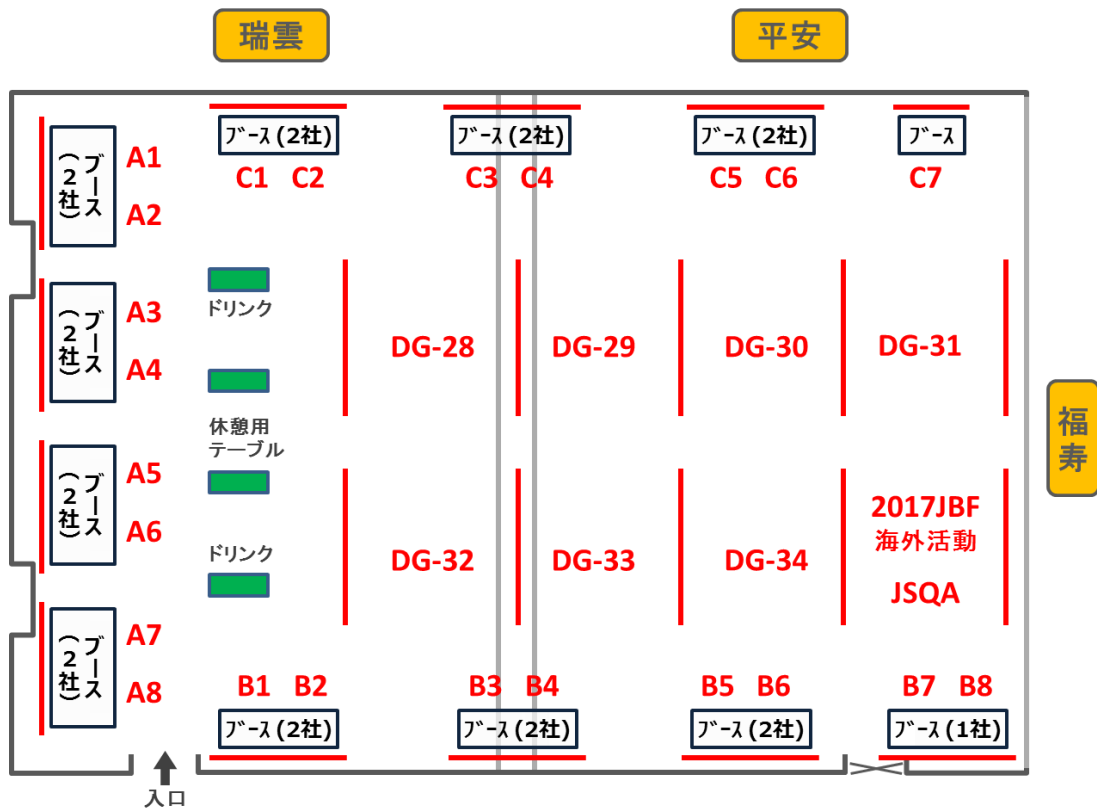 瑞雲
平安
ブース(2社)
ブース(2社)
ブース(2社)
ブース
C1 C2
C3 C4
C5 C6
C7
ブース
(2社)
A1
A2
ブース
(2社)
A3
A4
ブース
(2社)
A5
A6
ブース
(2社)
A7
A8
ドリンク
休憩用
テーブル
ドリンク
DG-28
DG-29
DG-30
DG-31
福寿
DG-32
DG-33
DG-34
2017JBF
海外活動
JSQA
B1 B2
B3 B4
B5 B6
B7 B8
ブース(2社)
ブース(2社)
ブース(2社)
ブース(1社)
入口